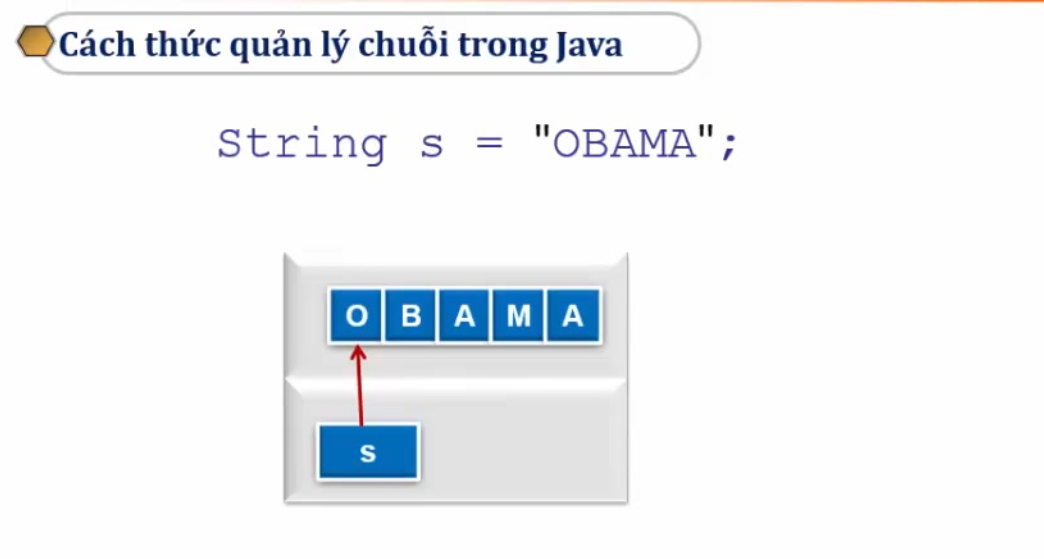 Cách thức quản lý chuỗi trong Java
String s = "OBAMA";
O B A M A
s